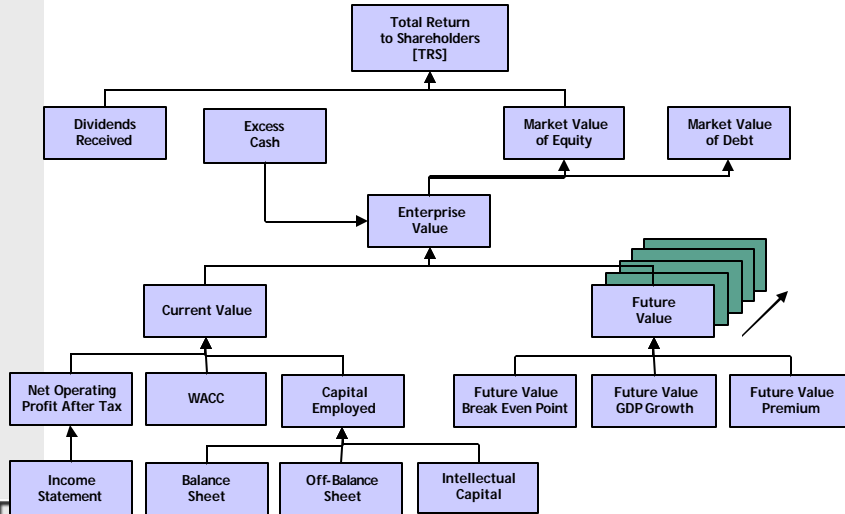 Total Return
to Shareholders
[TRS]
Dividends
Received
Excess
Cash
Market Value
of Equity
Market Value
of Debt
Enterprise
Value
Current Value
Future
Value
Net Operating
Profit After Tax
WACC
Capital
Employed
Future Value
Break Even Point
Future Value
GDP Growth
Future Value
Premium
Income
Statement
Balance
Sheet
Off-Balance
Sheet
Intellectual
Capital